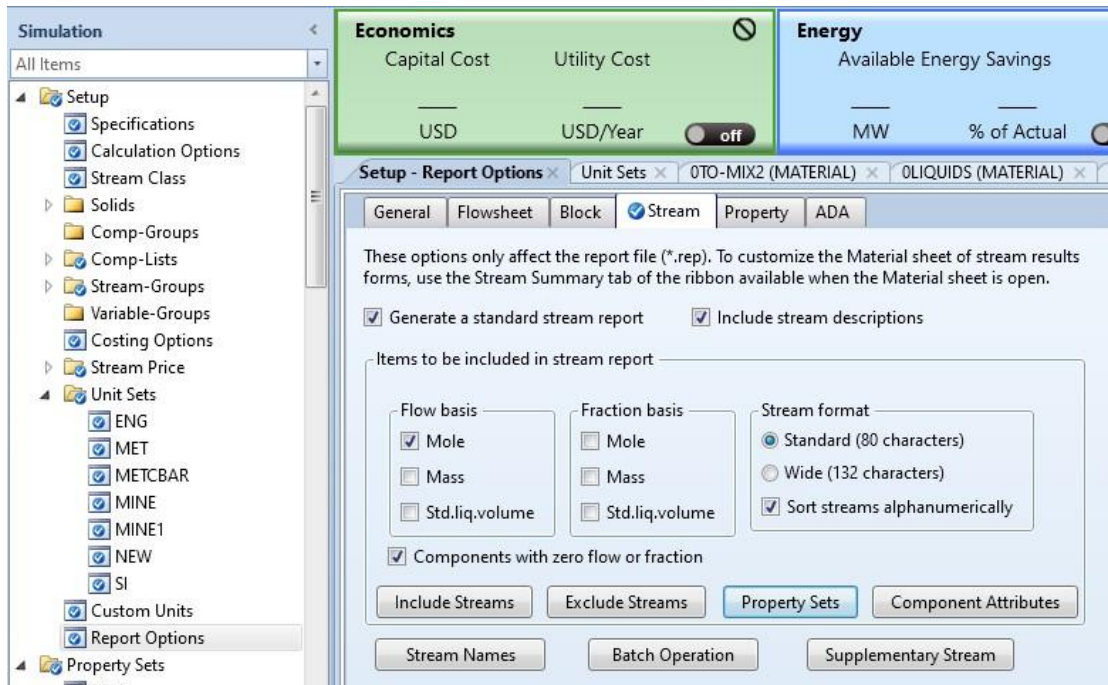 Simulation
All Items
Setup
Specifications
Calculation Options
Stream Class
Solids
Comp-Groups
Comp-Lists
Stream-Groups
Variable-Groups
Costing Options
Stream Price
Unit Sets
ENG
MET
METCBAR
MINE
MINE1
NEW
SI
Custom Units
Report Options
Property Sets
Economics
Capital Cost Utility Cost
USD USD/Year off
Energy
Available Energy Savings
MW % of Actual
Setup - Report Options Unit Sets 0TO-MIX2 (MATERIAL) 0LIQUIDS (MATERIAL)
General Flowsheet Block Stream Property ADA
These options only affect the report file (*.rep). To customize the Material sheet of stream results
forms, use the Stream Summary tab of the ribbon available when the Material sheet is open.
Generate a standard stream report Include stream descriptions
Items to be included in stream report
Flow basis
Mole
Mass
Std.liq.volume
Fraction basis
Mole
Mass
Std.liq.volume
Stream format
Standard (80 characters)
Wide (132 characters)
Sort streams alphanumerically
Components with zero flow or fraction
Include Streams Exclude Streams Property Sets Component Attributes
Stream Names Batch Operation Supplementary Stream